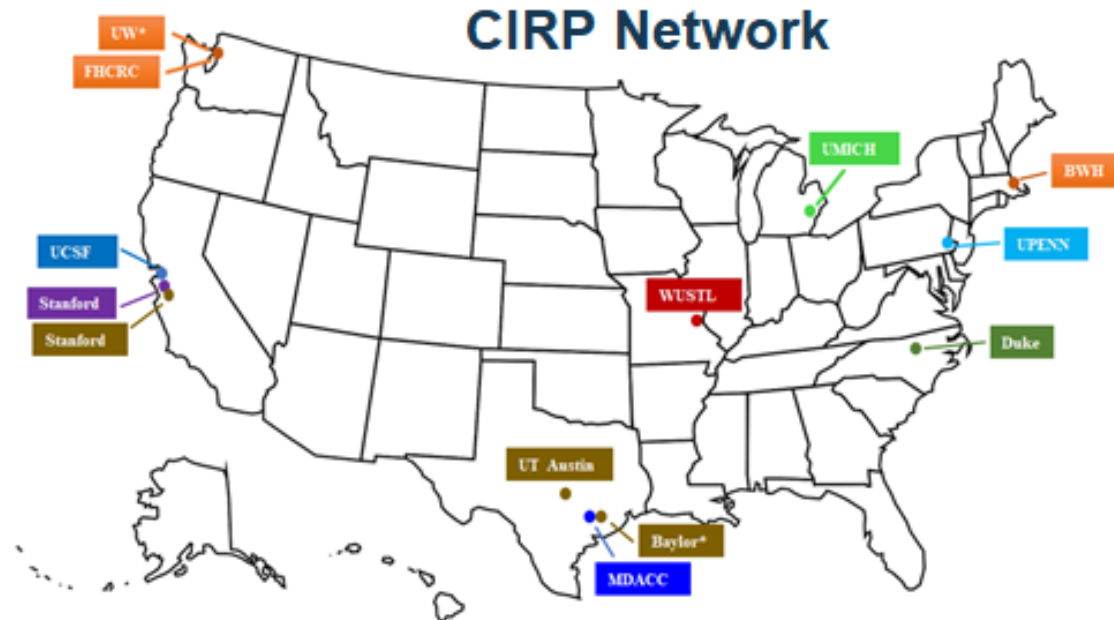 CIRP Network
UW*
FHCRC
UMICH
BWH
UCSF
UPENN
Stanford
WUSTL
Stanford
Duke
UT Austin
Baylor*
MDACC